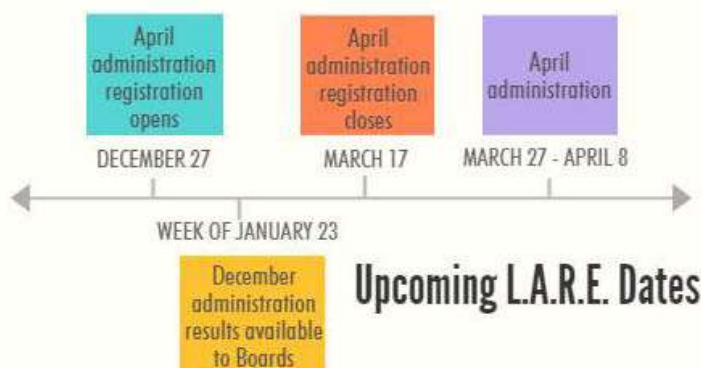 April
administration
registration
opens
DECEMBER 27
April
administration
registration
closes
MARCH 17
April
administration
MARCH 27 - APRIL 8
WEEK OF JANUARY 23
December
administration
results available
to Boards
Upcoming L.A.R.E. Dates